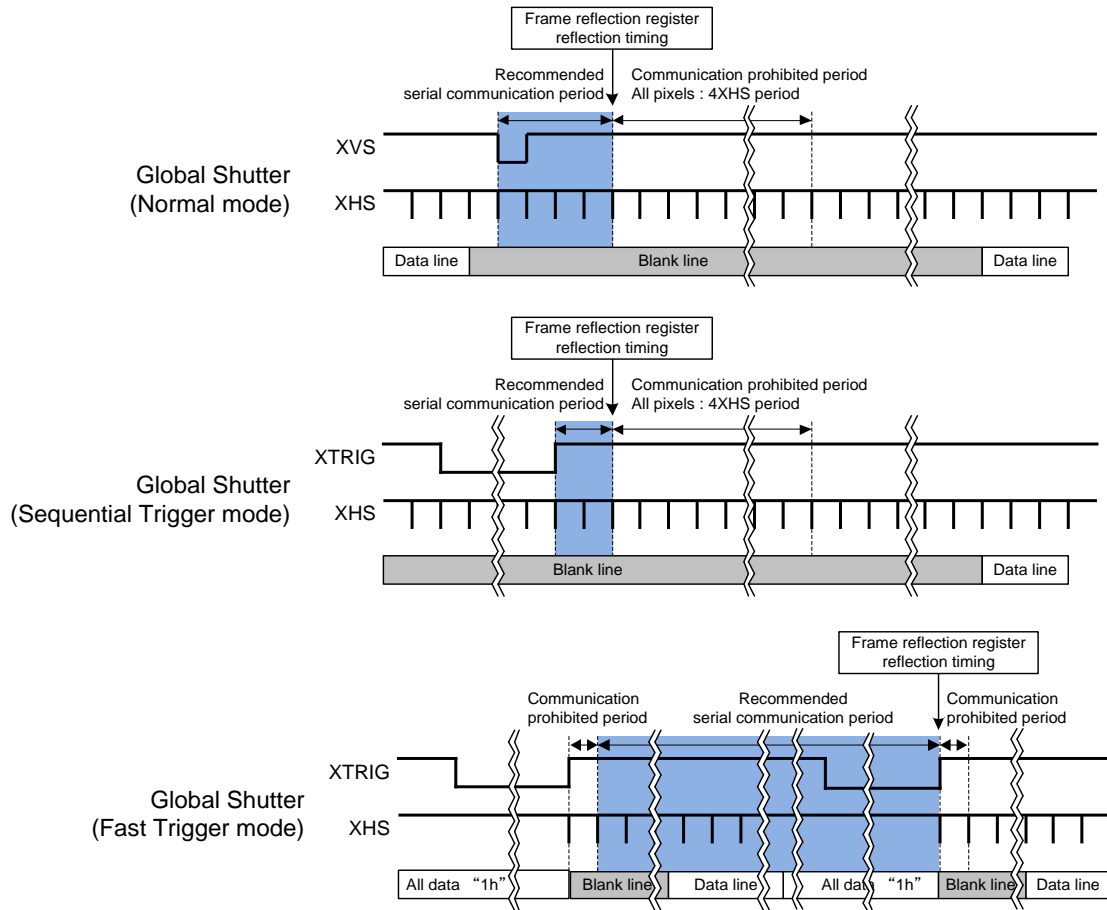 Frame reflection register
reflection timing
Recommended
serial communication period
Communication prohibited period
All pixels : 4XHS period
XVS
Global Shutter
(Normal mode)
XHS
Data line
Blank line
Data line
Frame reflection register
reflection timing
Recommended
serial communication period
Communication prohibited period
All pixels : 4XHS period
XTRIG
Global Shutter
(Sequential Trigger mode)
XHS
Blank line
Data line
Frame reflection register
reflection timing
Communication
prohibited period
Recommended
serial communication period
Communication
prohibited period
XTRIG
Global Shutter
(Fast Trigger mode)
XHS
All data “1h”
Blank line
Data line
All data “1h”
Blank line
Data line